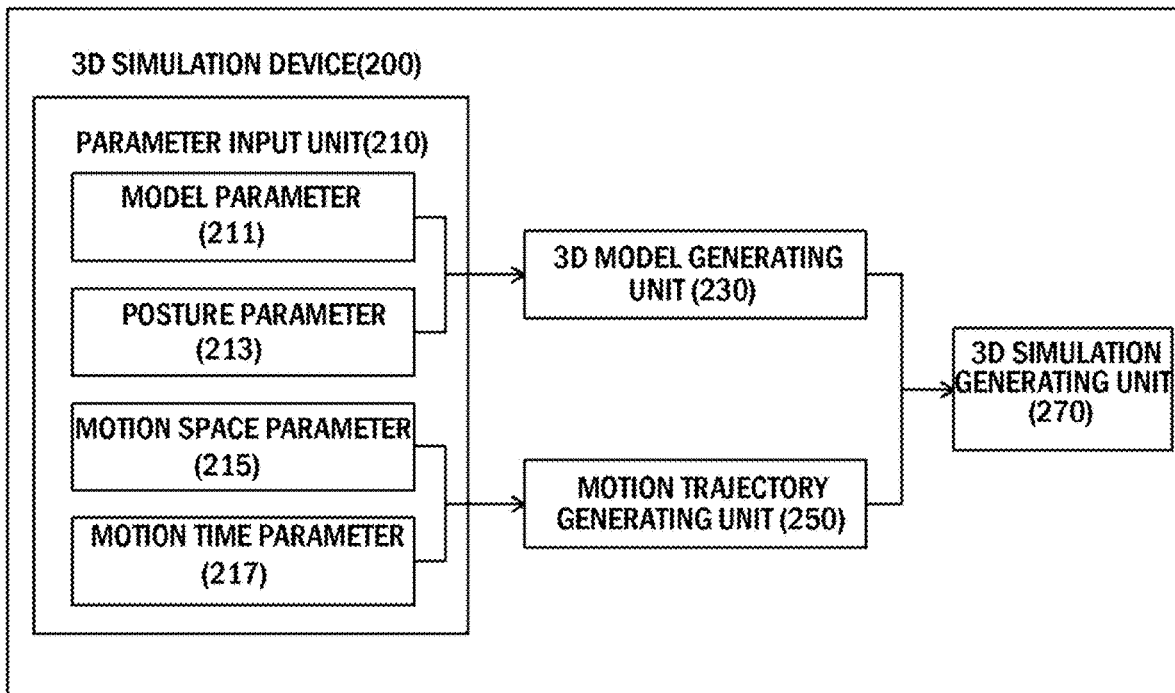 3D SIMULATION DEVICE(200)
PARAMETER INPUT UNIT(210)
MODEL PARAMETER
(211)
POSTURE PARAMETER
(213)
MOTION SPACE PARAMETER
(215)
MOTION TIME PARAMETER
(217)
3D MODEL GENERATING
UNIT (230)
MOTION TRAJECTORY
GENERATING UNIT (250)
3D SIMULATION
GENERATING UNIT
(270)